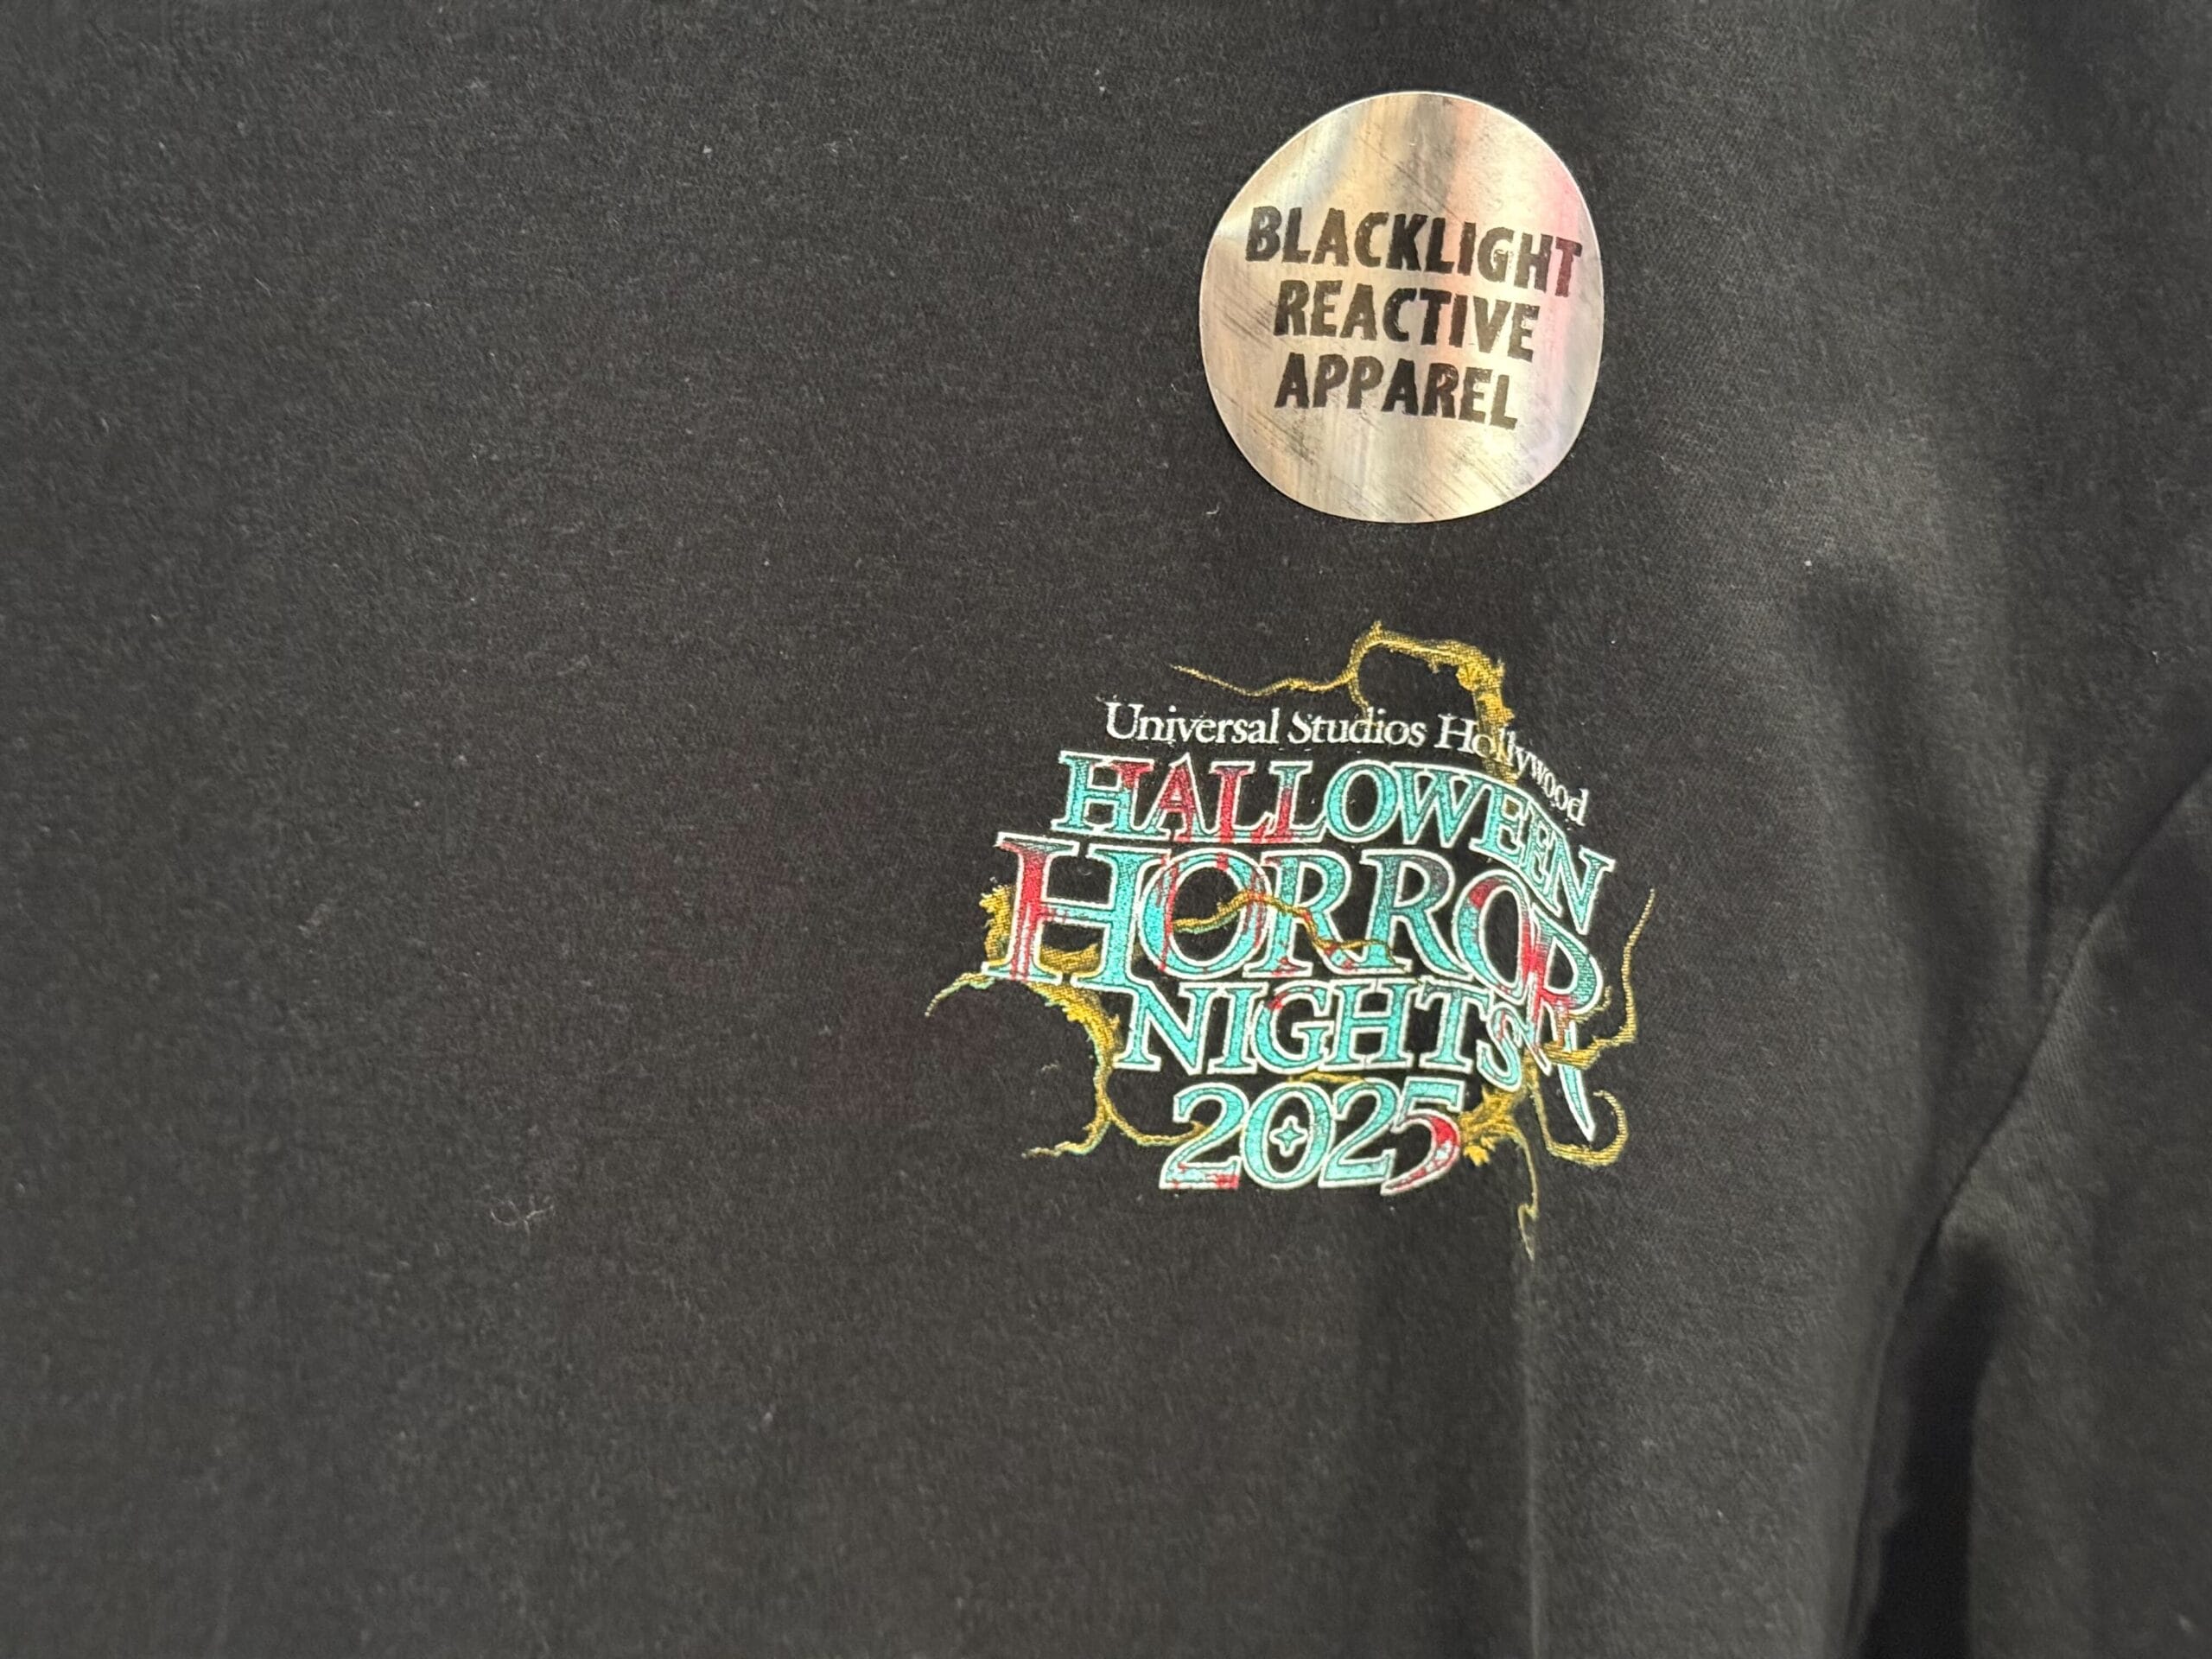 BLACKLIGHT
REACTIVE
APPAREL
Universal Studios Hollywood
HALLOWEEN
HORROR
NIGHTS
2025